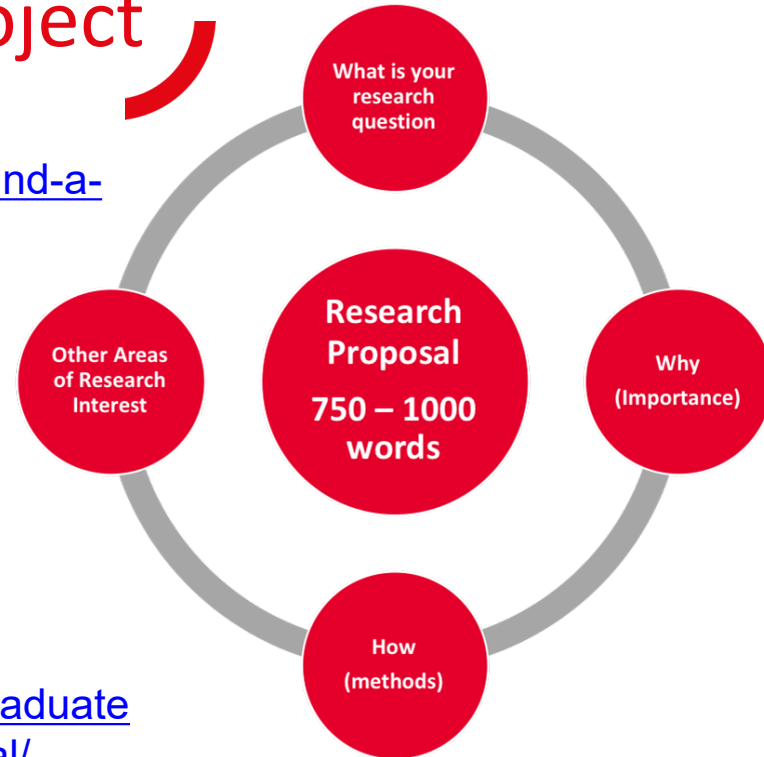 oject
What is your
research
question
nd-a-
Other Areas
of Research
Interest
Research
Proposal
750 – 1000
words
Why
(Importance)
How
(methods)
aduate
al/